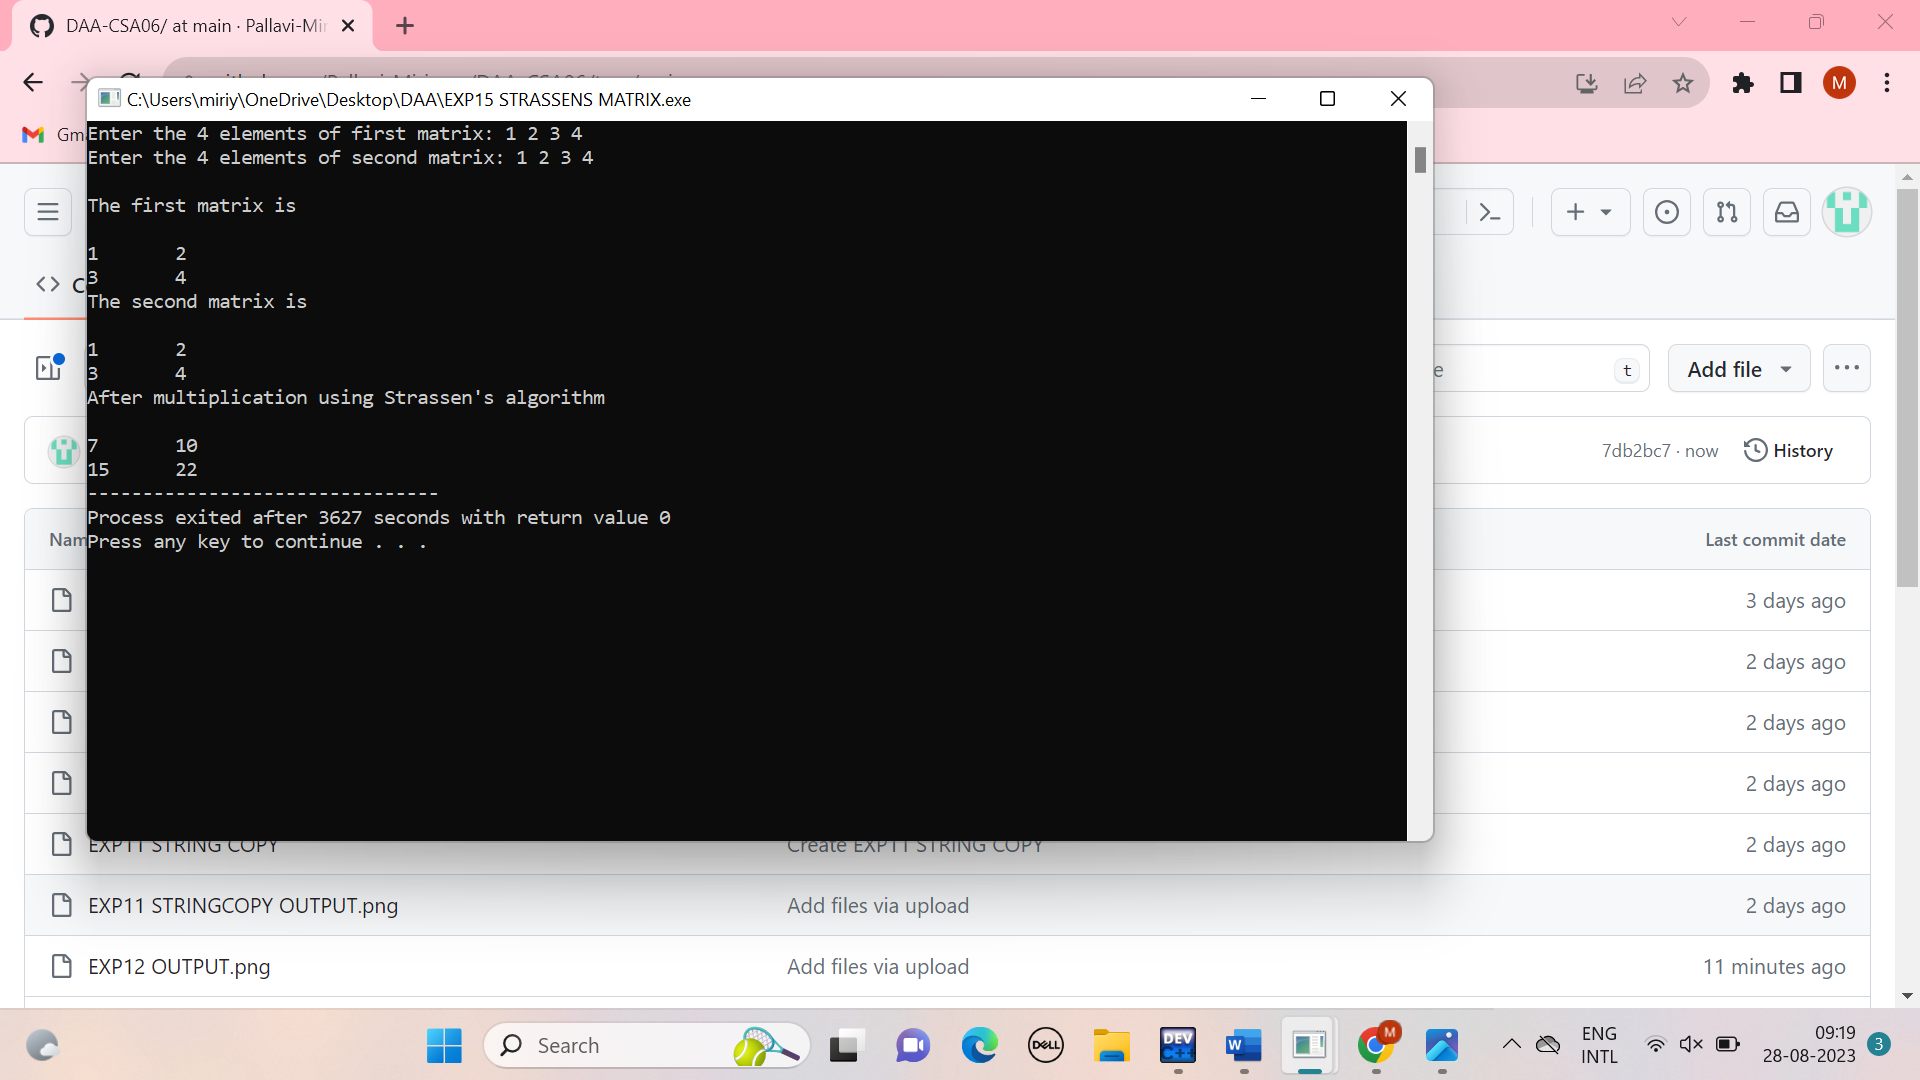 DAA-CSA06/ at main · Pallavi-Mir
C:\Users\miriy\OneDrive\Desktop\DAA\EXP15 STRASSENS MATRIX.exe
M
Gm
Enter the 4 elements of first matrix: 1 2 3 4
Enter the 4 elements of second matrix: 1 2 3 4
The first matrix is
1 2
3 4
The second matrix is
1 2
3 4
After multiplication using Strassen's algorithm
7 10
15 22
--------------------------------
Process exited after 3627 seconds with return value 0
Press any key to continue . . .
t
Add file
7db2bc7 · now
History
Nam
Last commit date
3 days ago
2 days ago
2 days ago
2 days ago
EXP11 STRING COPY Create EXP11 STRING COPY 2 days ago
EXP11 STRINGCOPY OUTPUT.png Add files via upload 2 days ago
EXP12 OUTPUT.png Add files via upload 11 minutes ago
Search
DELL
DEV
C++
W
M
ENG
INTL
09:19
28-08-2023
3